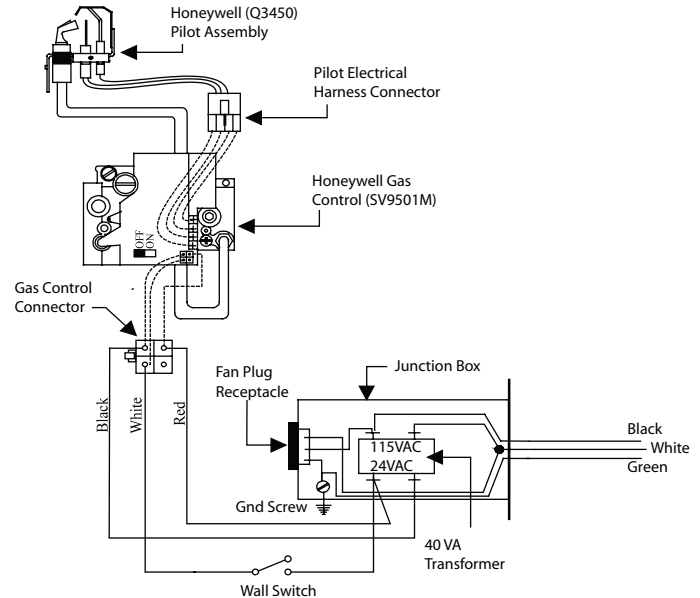 Honeywell (Q3450)
Pilot Assembly
Pilot Electrical
Harness Connector
Honeywell Gas
Control (SV9501M)
OFF
ON
Gas Control
Connector
Black
White
Red
Fan Plug
Receptacle
Junction Box
115VAC
24VAC
Black
White
Green
Gnd Screw
40 VA
Transformer
Wall Switch